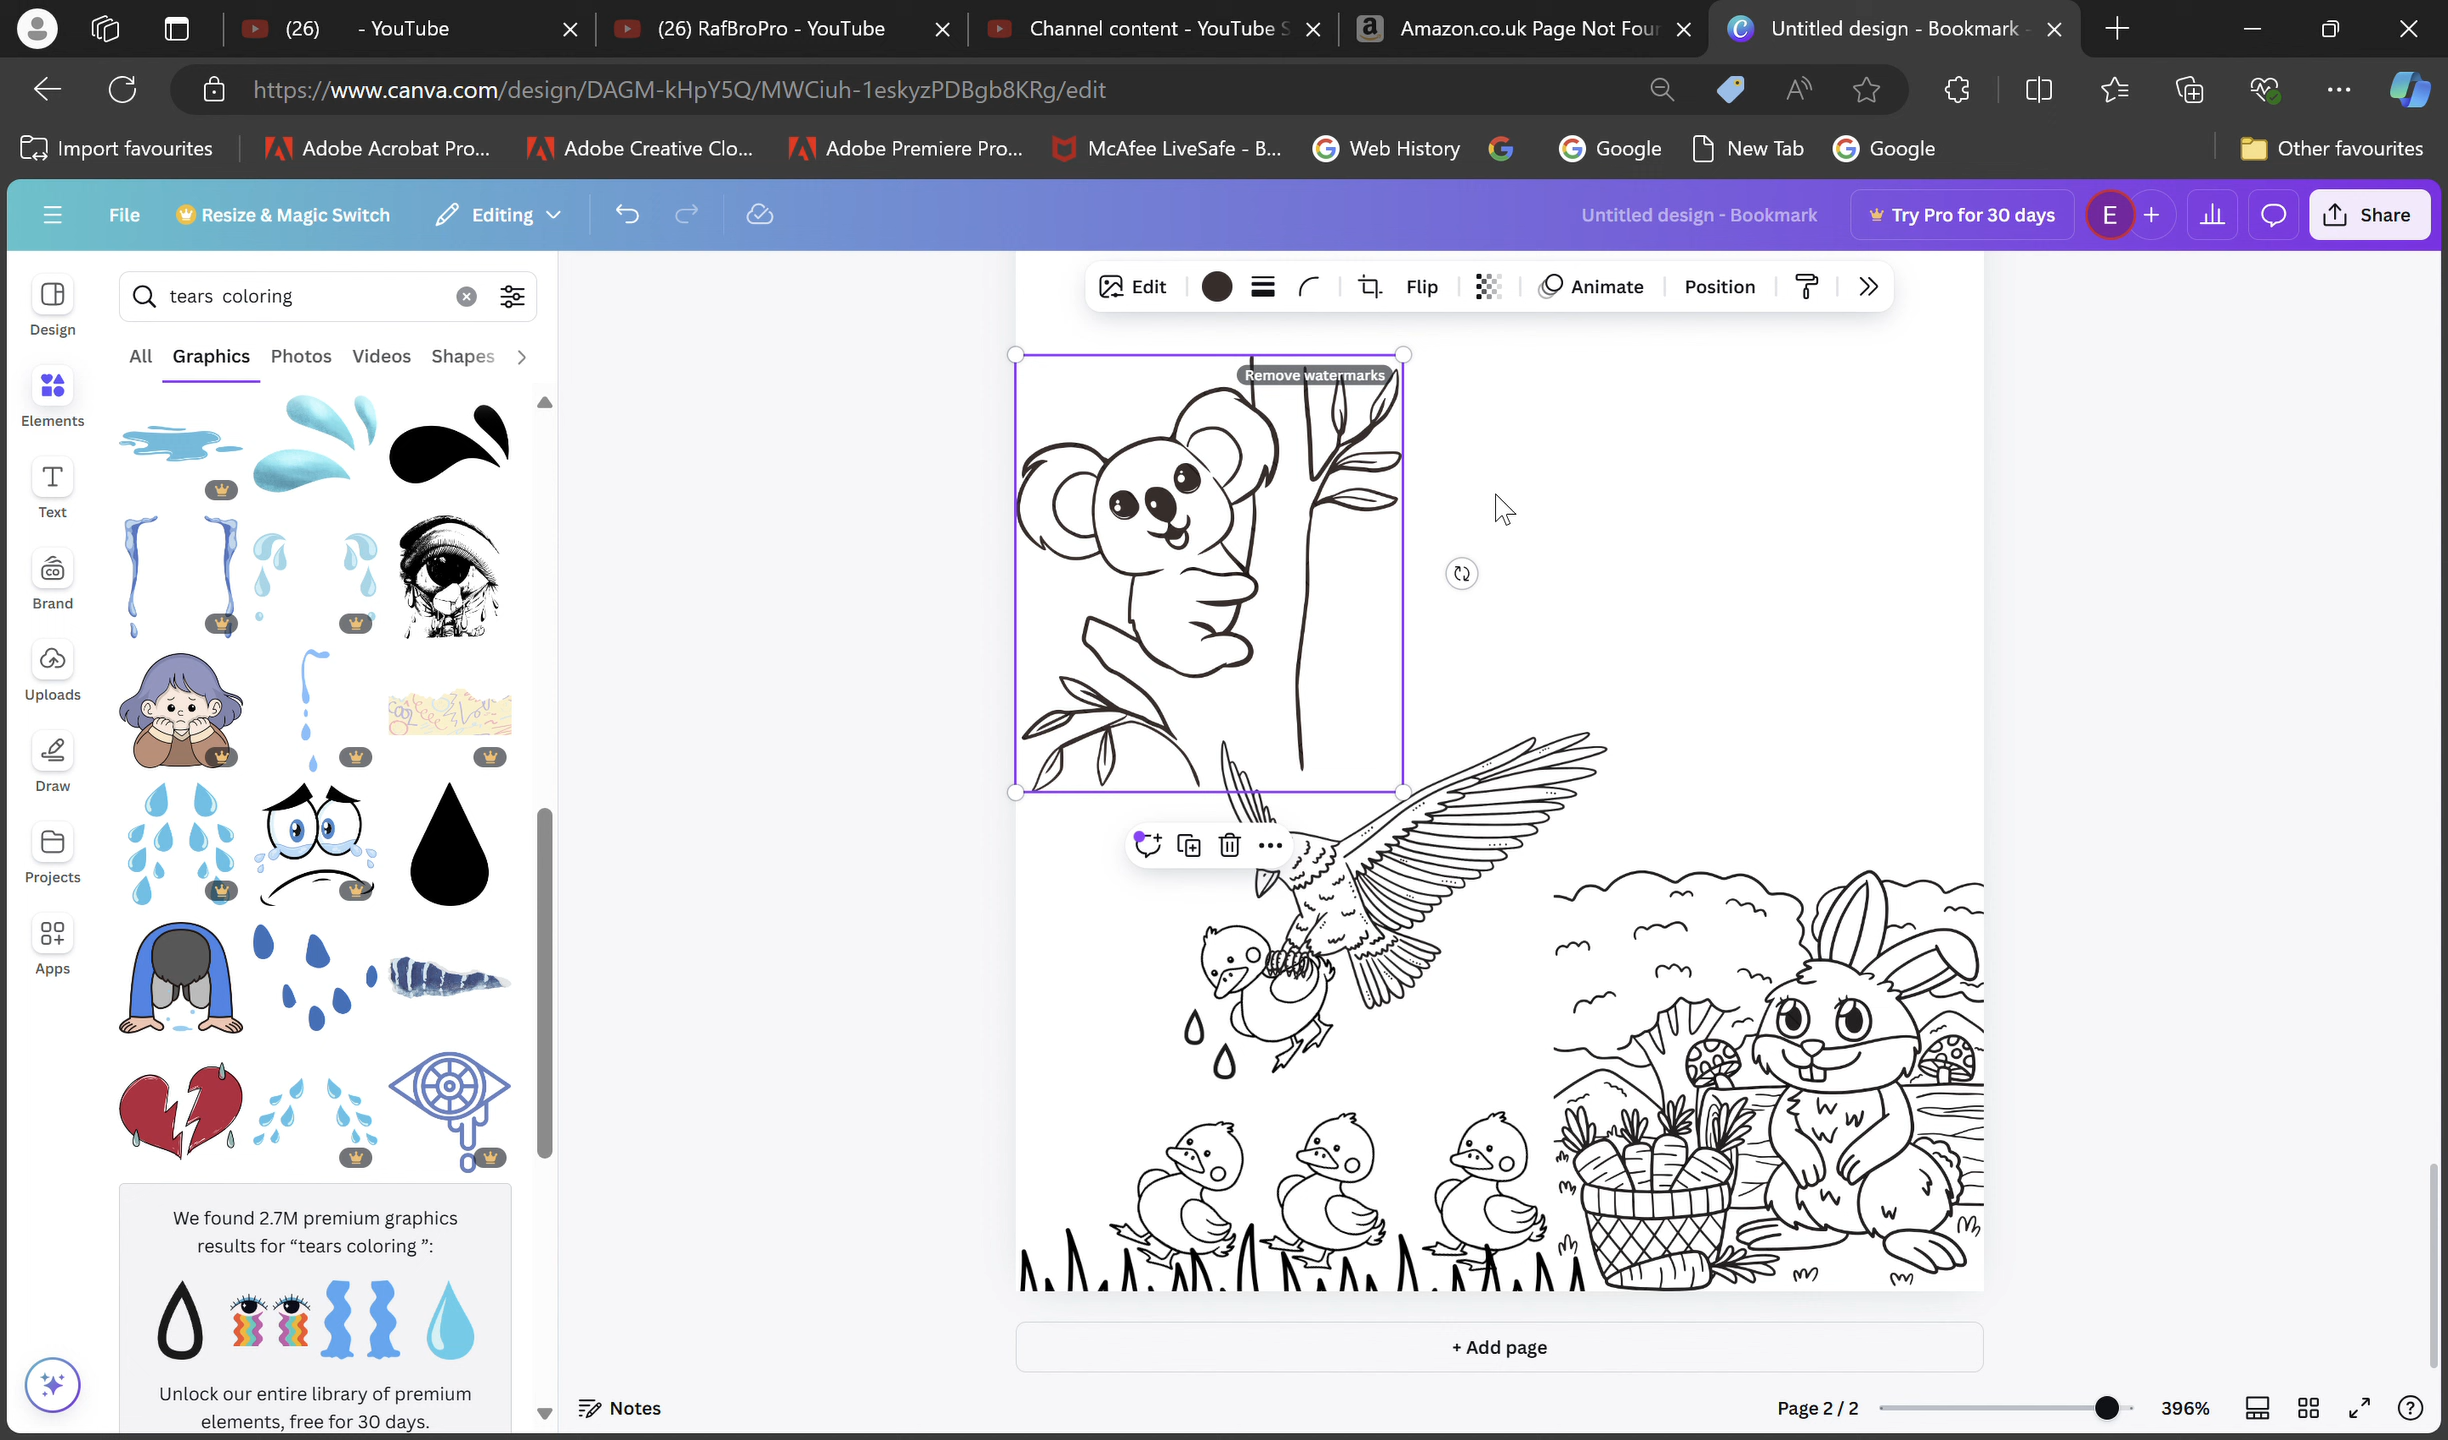 (26) - YouTube
(26) RafBroPro - YouTube
Channel content - YouTube S
Amazon.co.uk Page Not Four
Untitled design - Bookmark -
https://www.canva.com/design/DAGM-kHpY5Q/MWCiuh-1eskyzPDBgb8KRg/edit
Import favourites
Adobe Acrobat Pro...
Adobe Creative Clo...
Adobe Premiere Pro...
McAfee LiveSafe - B...
Web History
Google
New Tab
Google
Other favourites
File
Resize & Magic Switch
Editing
Untitled design - Bookmark
Try Pro for 30 days
E
Share
Design
Elements
Text
Brand
Uploads
Draw
Projects
Apps
tears coloring
All
Graphics
Photos
Videos
Shapes
We found 2.7M premium graphics
results for “tears coloring ”:
Unlock our entire library of premium
elements, free for 30 days.
Edit
Flip
Animate
Position
Remove watermarks
+ Add page
Notes
Page 2 / 2
396%